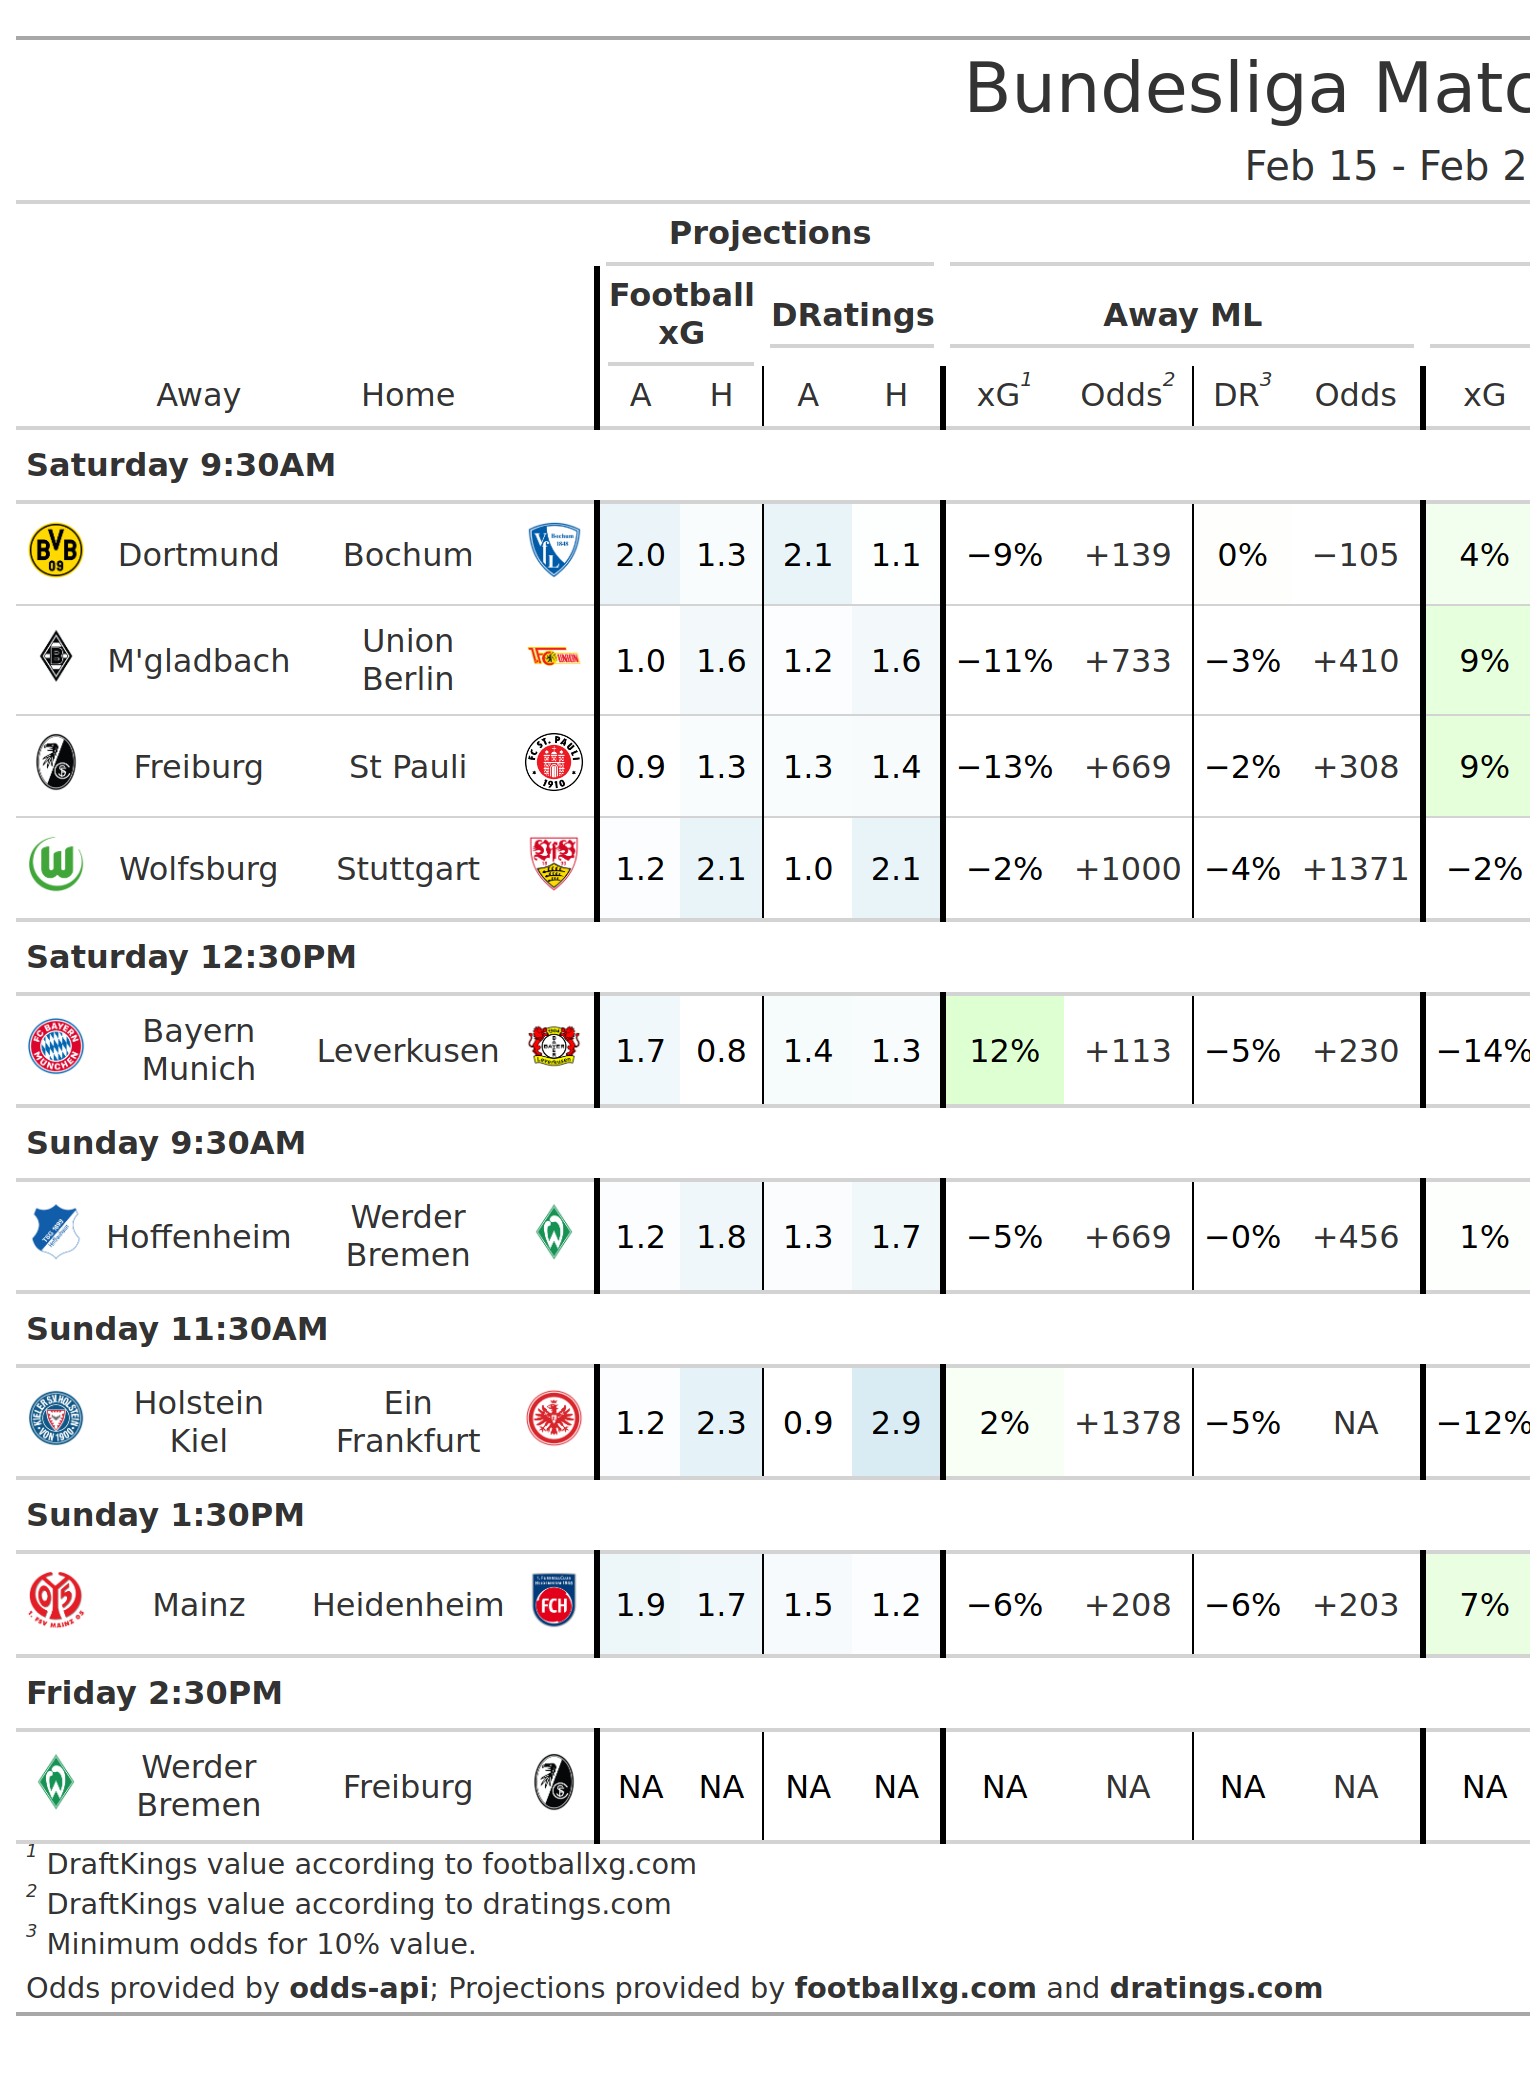 Bundesliga Matc
Feb 15 - Feb 2
Projections
Football xG DRatings Away ML
Away Home A H A H xG1 Odds2 DR3 Odds xG
Saturday 9:30AM
Dortmund Bochum 2.0 1.3 2.1 1.1 −9% +139 0% −105 4%
M'gladbach Union Berlin 1.0 1.6 1.2 1.6 −11% +733 −3% +410 9%
Freiburg St Pauli 0.9 1.3 1.3 1.4 −13% +669 −2% +308 9%
Wolfsburg Stuttgart 1.2 2.1 1.0 2.1 −2% +1000 −4% +1371 −2%
Saturday 12:30PM
Bayern Munich Leverkusen 1.7 0.8 1.4 1.3 12% +113 −5% +230 −14%
Sunday 9:30AM
Hoffenheim Werder Bremen 1.2 1.8 1.3 1.7 −5% +669 −0% +456 1%
Sunday 11:30AM
Holstein Kiel Ein Frankfurt 1.2 2.3 0.9 2.9 2% +1378 −5% NA −12%
Sunday 1:30PM
Mainz Heidenheim 1.9 1.7 1.5 1.2 −6% +208 −6% +203 7%
Friday 2:30PM
Werder Bremen Freiburg NA NA NA NA NA NA NA NA NA
1 DraftKings value according to footballxg.com
2 DraftKings value according to dratings.com
3 Minimum odds for 10% value.
Odds provided by odds-api; Projections provided by footballxg.com and dratings.com